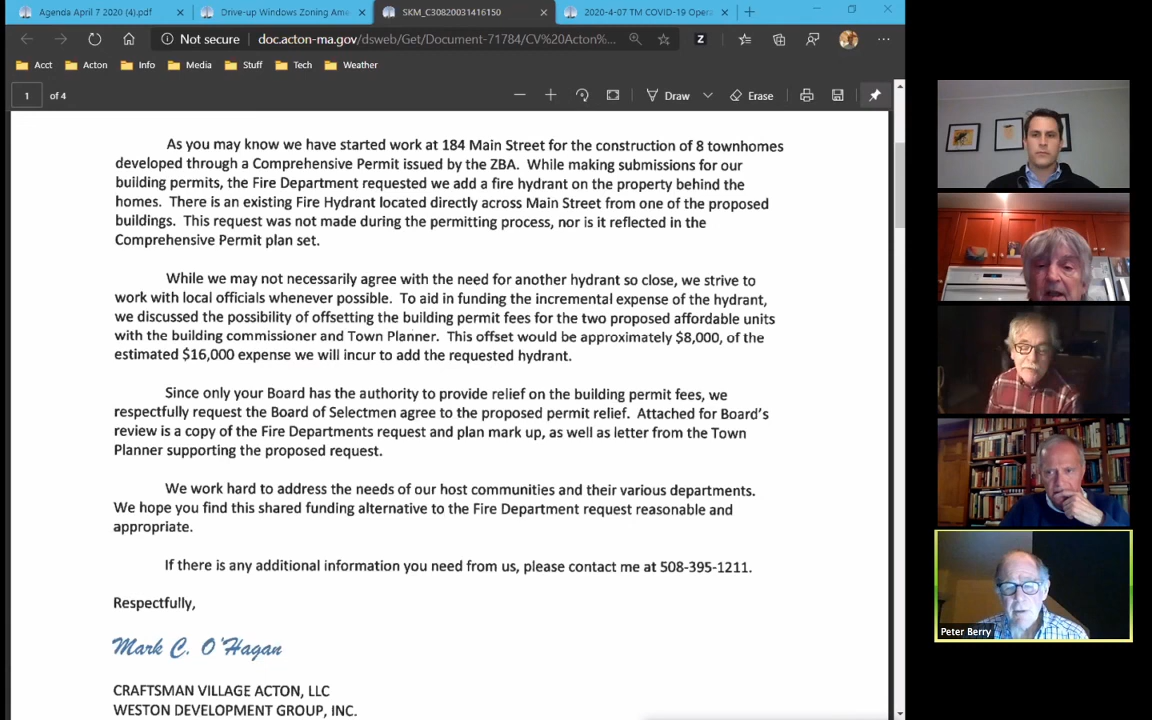 Agenda April 7 2020 (4).pdf
Drive-up Windows Zoning Ame
SKM_C30820031416150
2020-4-07 TM COVID-19 Oper
Not secure
doc.acton-ma.gov/dsweb/Get/Document-71784/CV%20Acton%...
Z
Acct
Acton
Info
Media
Stuff
Tech
Weather
1 of 4
Draw
Erase
As you may know we have started work at 184 Main Street for the construction of 8 townhomes
developed through a Comprehensive Permit issued by the ZBA. While making submissions for our
building permits, the Fire Department requested we add a fire hydrant on the property behind the
homes. There is an existing Fire Hydrant located directly across Main Street from one of the proposed
buildings. This request was not made during the permitting process, nor is it reflected in the
Comprehensive Permit plan set.
While we may not necessarily agree with the need for another hydrant so close, we strive to
work with local officials whenever possible. To aid in funding the incremental expense of the hydrant,
we discussed the possibility of offsetting the building permit fees for the two proposed affordable units
with the building commissioner and Town Planner. This offset would be approximately $8,000, of the
estimated $16,000 expense we will incur to add the requested hydrant.
Since only your Board has the authority to provide relief on the building permit fees, we
respectfully request the Board of Selectmen agree to the proposed permit relief. Attached for Board's
review is a copy of the Fire Departments request and plan mark up, as well as letter from the Town
Planner supporting the proposed request.
We work hard to address the needs of our host communities and their various departments.
We hope you find this shared funding alternative to the Fire Department request reasonable and
appropriate.
If there is any additional information you need from us, please contact me at 508-395-1211.
Respectfully,
Mark C. O'Hagan
CRAFTSMAN VILLAGE ACTON, LLC
WESTON DEVELOPMENT GROUP, INC.
Peter Berry